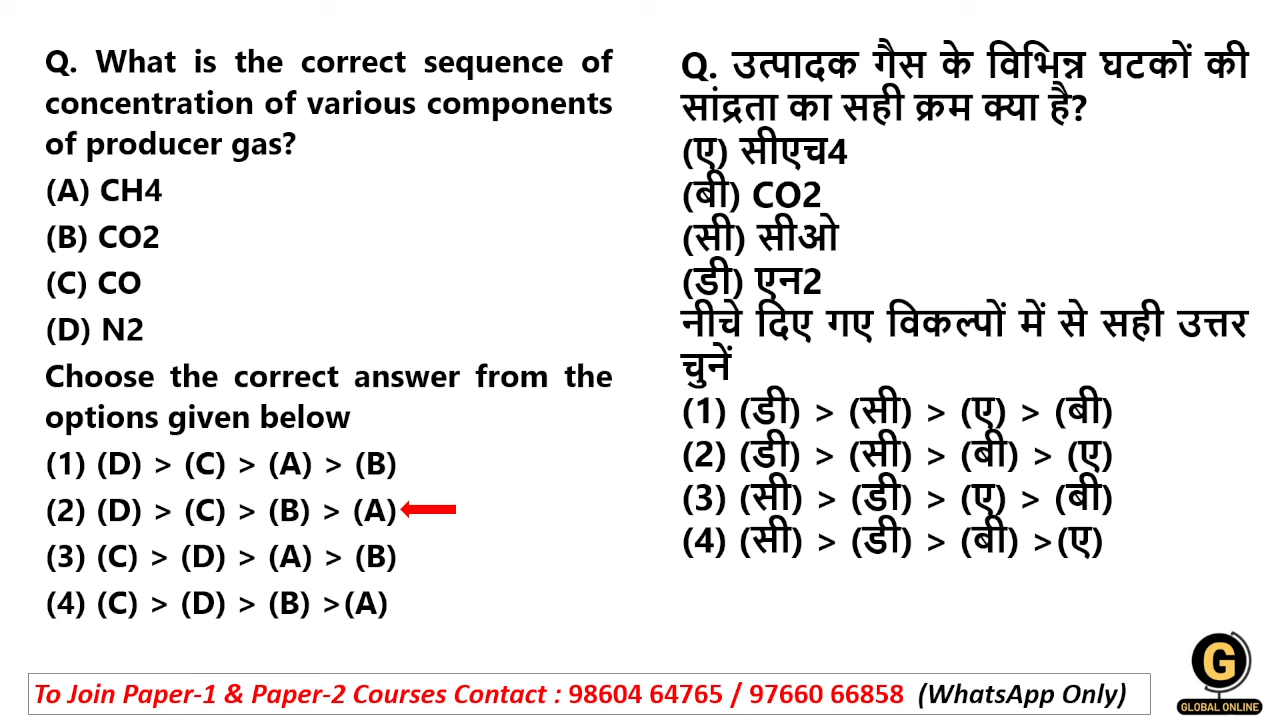 Q. What is the correct sequence of
concentration of various components
of producer gas?
(A) CH4
(B) CO2
(C) CO
(D) N2
Choose the correct answer from the
options given below
(1) (D) > (C) > (A) > (B)
(2) (D) > (C) > (B) > (A)
(3) (C) > (D) > (A) > (B)
(4) (C) > (D) > (B) >(A)
Q. उत्पादक गैस के विभिन्न घटकों की
सांद्रता का सही क्रम क्या है?
(ए) सीएच4
(बी) CO2
(सी) सीओ
(डी) एन2
नीचे दिए गए विकल्पों में से सही उत्तर
चुनें
(1) (डी) > (सी) > (ए) > (बी)
(2) (डी) > (सी) > (बी) > (ए)
(3) (सी) > (डी) > (ए) > (बी)
(4) (सी) > (डी) > (बी) >(ए)
To Join Paper-1 & Paper-2 Courses Contact : 98604 64765 / 97660 66858 (WhatsApp Only)
G
GLOBAL ONLINE